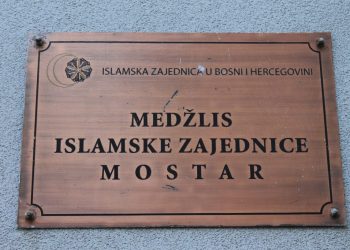 ISLAMSKA ZAJEDNICA U BOSNI I HERCEGOVINI
MEDŽLIS
ISLAMSKE ZAJEDNICE
MOSTAR